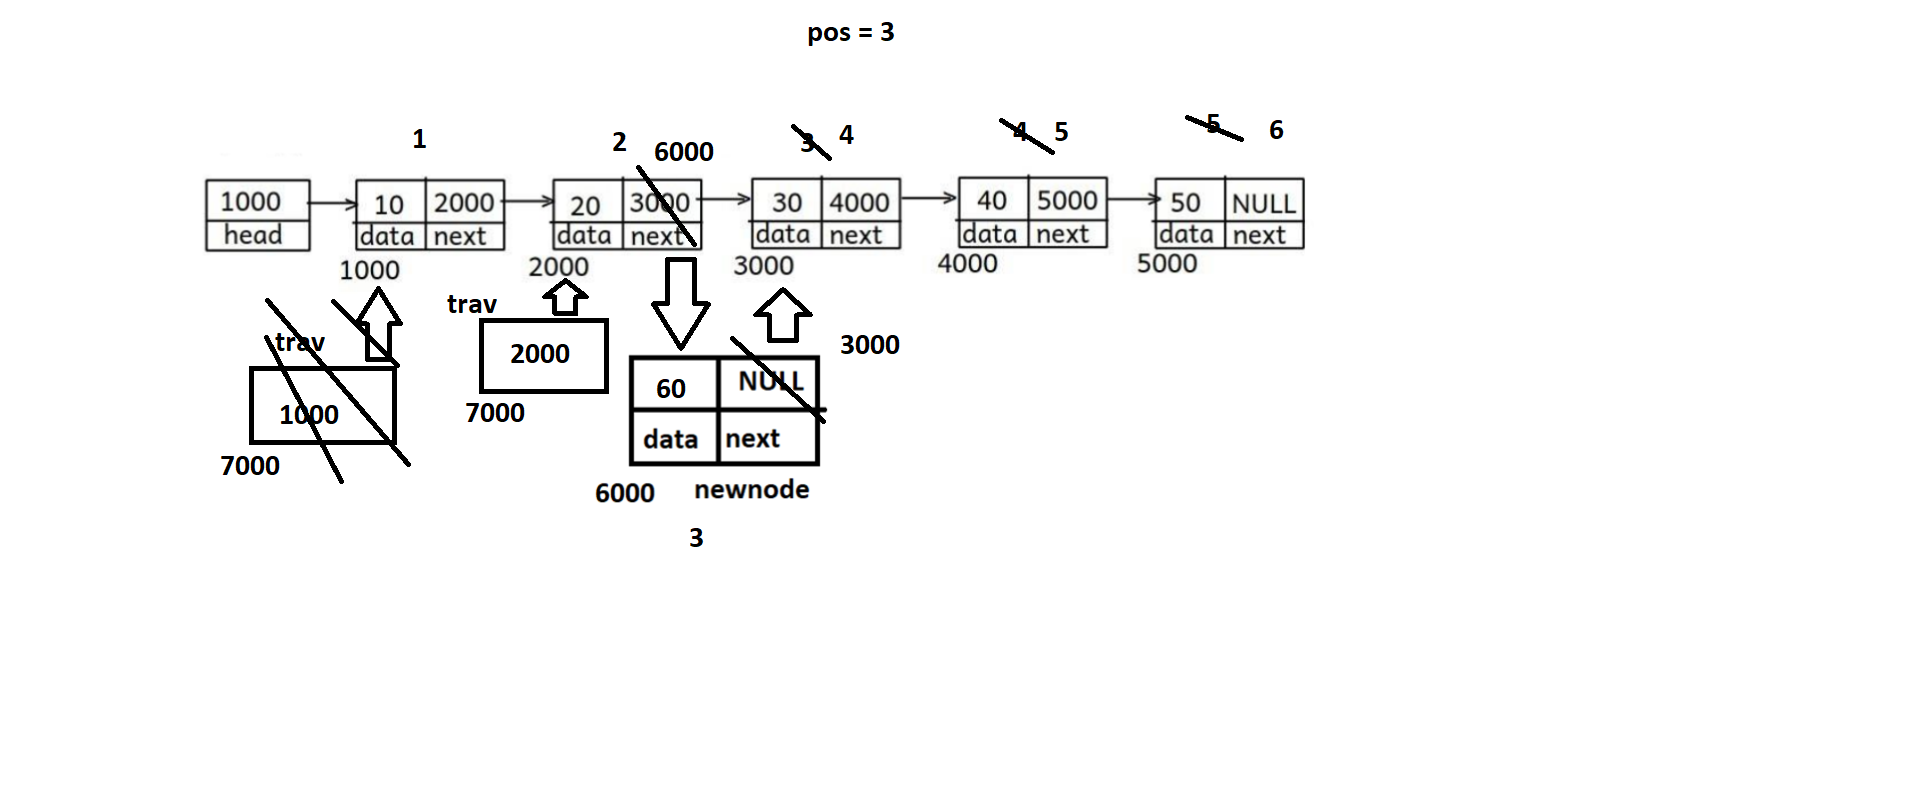 pos = 3
1 2 6000 3 4 4 5 5 6
1000 10 2000 20 3000 30 4000 40 5000 50 NULL
head data next data next data next data next data next
1000 2000 3000 4000 5000
trav trav 3000
1000 2000 60 NULL
7000 7000 data next
6000 newnode
3